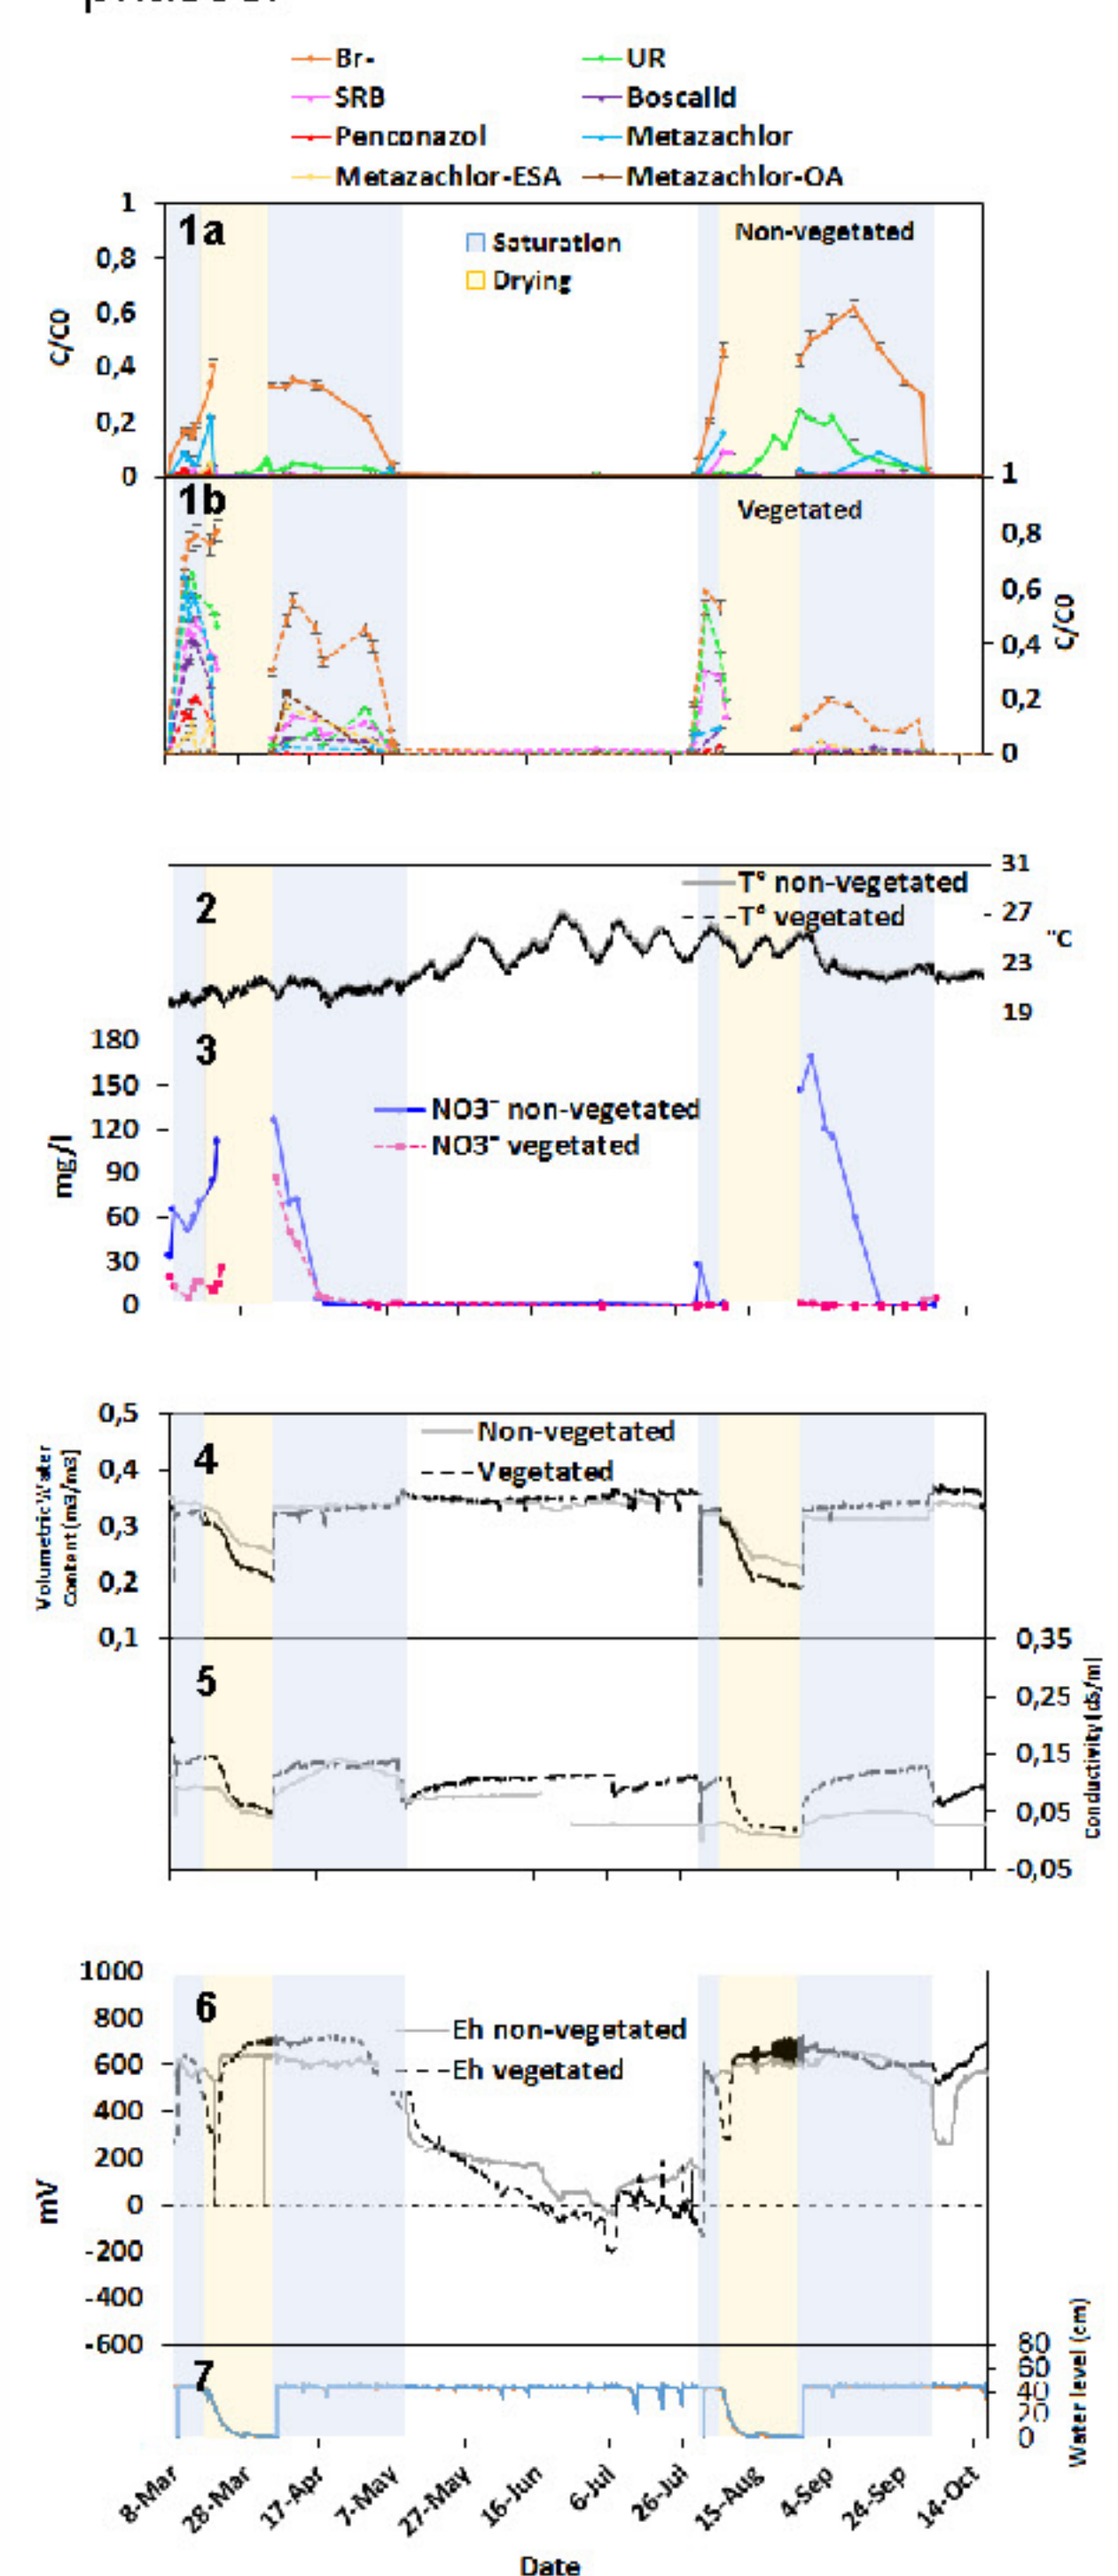 Br- UR
SRB Boscalid
Penconazol Metazachlor
Metazachlor-ESA Metazachlor-OA
1
1a
Saturation
Non-vegetated
0,8
Drying
0,6
C/C0
0,4
0,2
0
1
1b
Vegetated
0,8
0,6
C/C0
0,4
0,2
0
31
T° non-vegetated
2
27
T° vegetated
°C
23
19
180
3
150
NO3⁻ non-vegetated
120
NO3⁻ vegetated
mg/l
90
60
30
0
0,5
Non-vegetated
0,4
4
Vegetated
Volumetric Water
Content (m3/m3)
0,3
0,2
0,1
0,35
5
0,25
0,15
Conductivity (dS/m)
0,05
-0,05
1000
6
800
Eh non-vegetated
600
Eh vegetated
400
200
mV
0
-200
-400
-600
80
7
60
40
20
0
Water level (cm)
8-Mar 28-Mar 17-Apr 7-May 27-May 16-Jun 6-Jul 26-Jul 15-Aug 4-Sep 24-Sep 14-Oct
Date